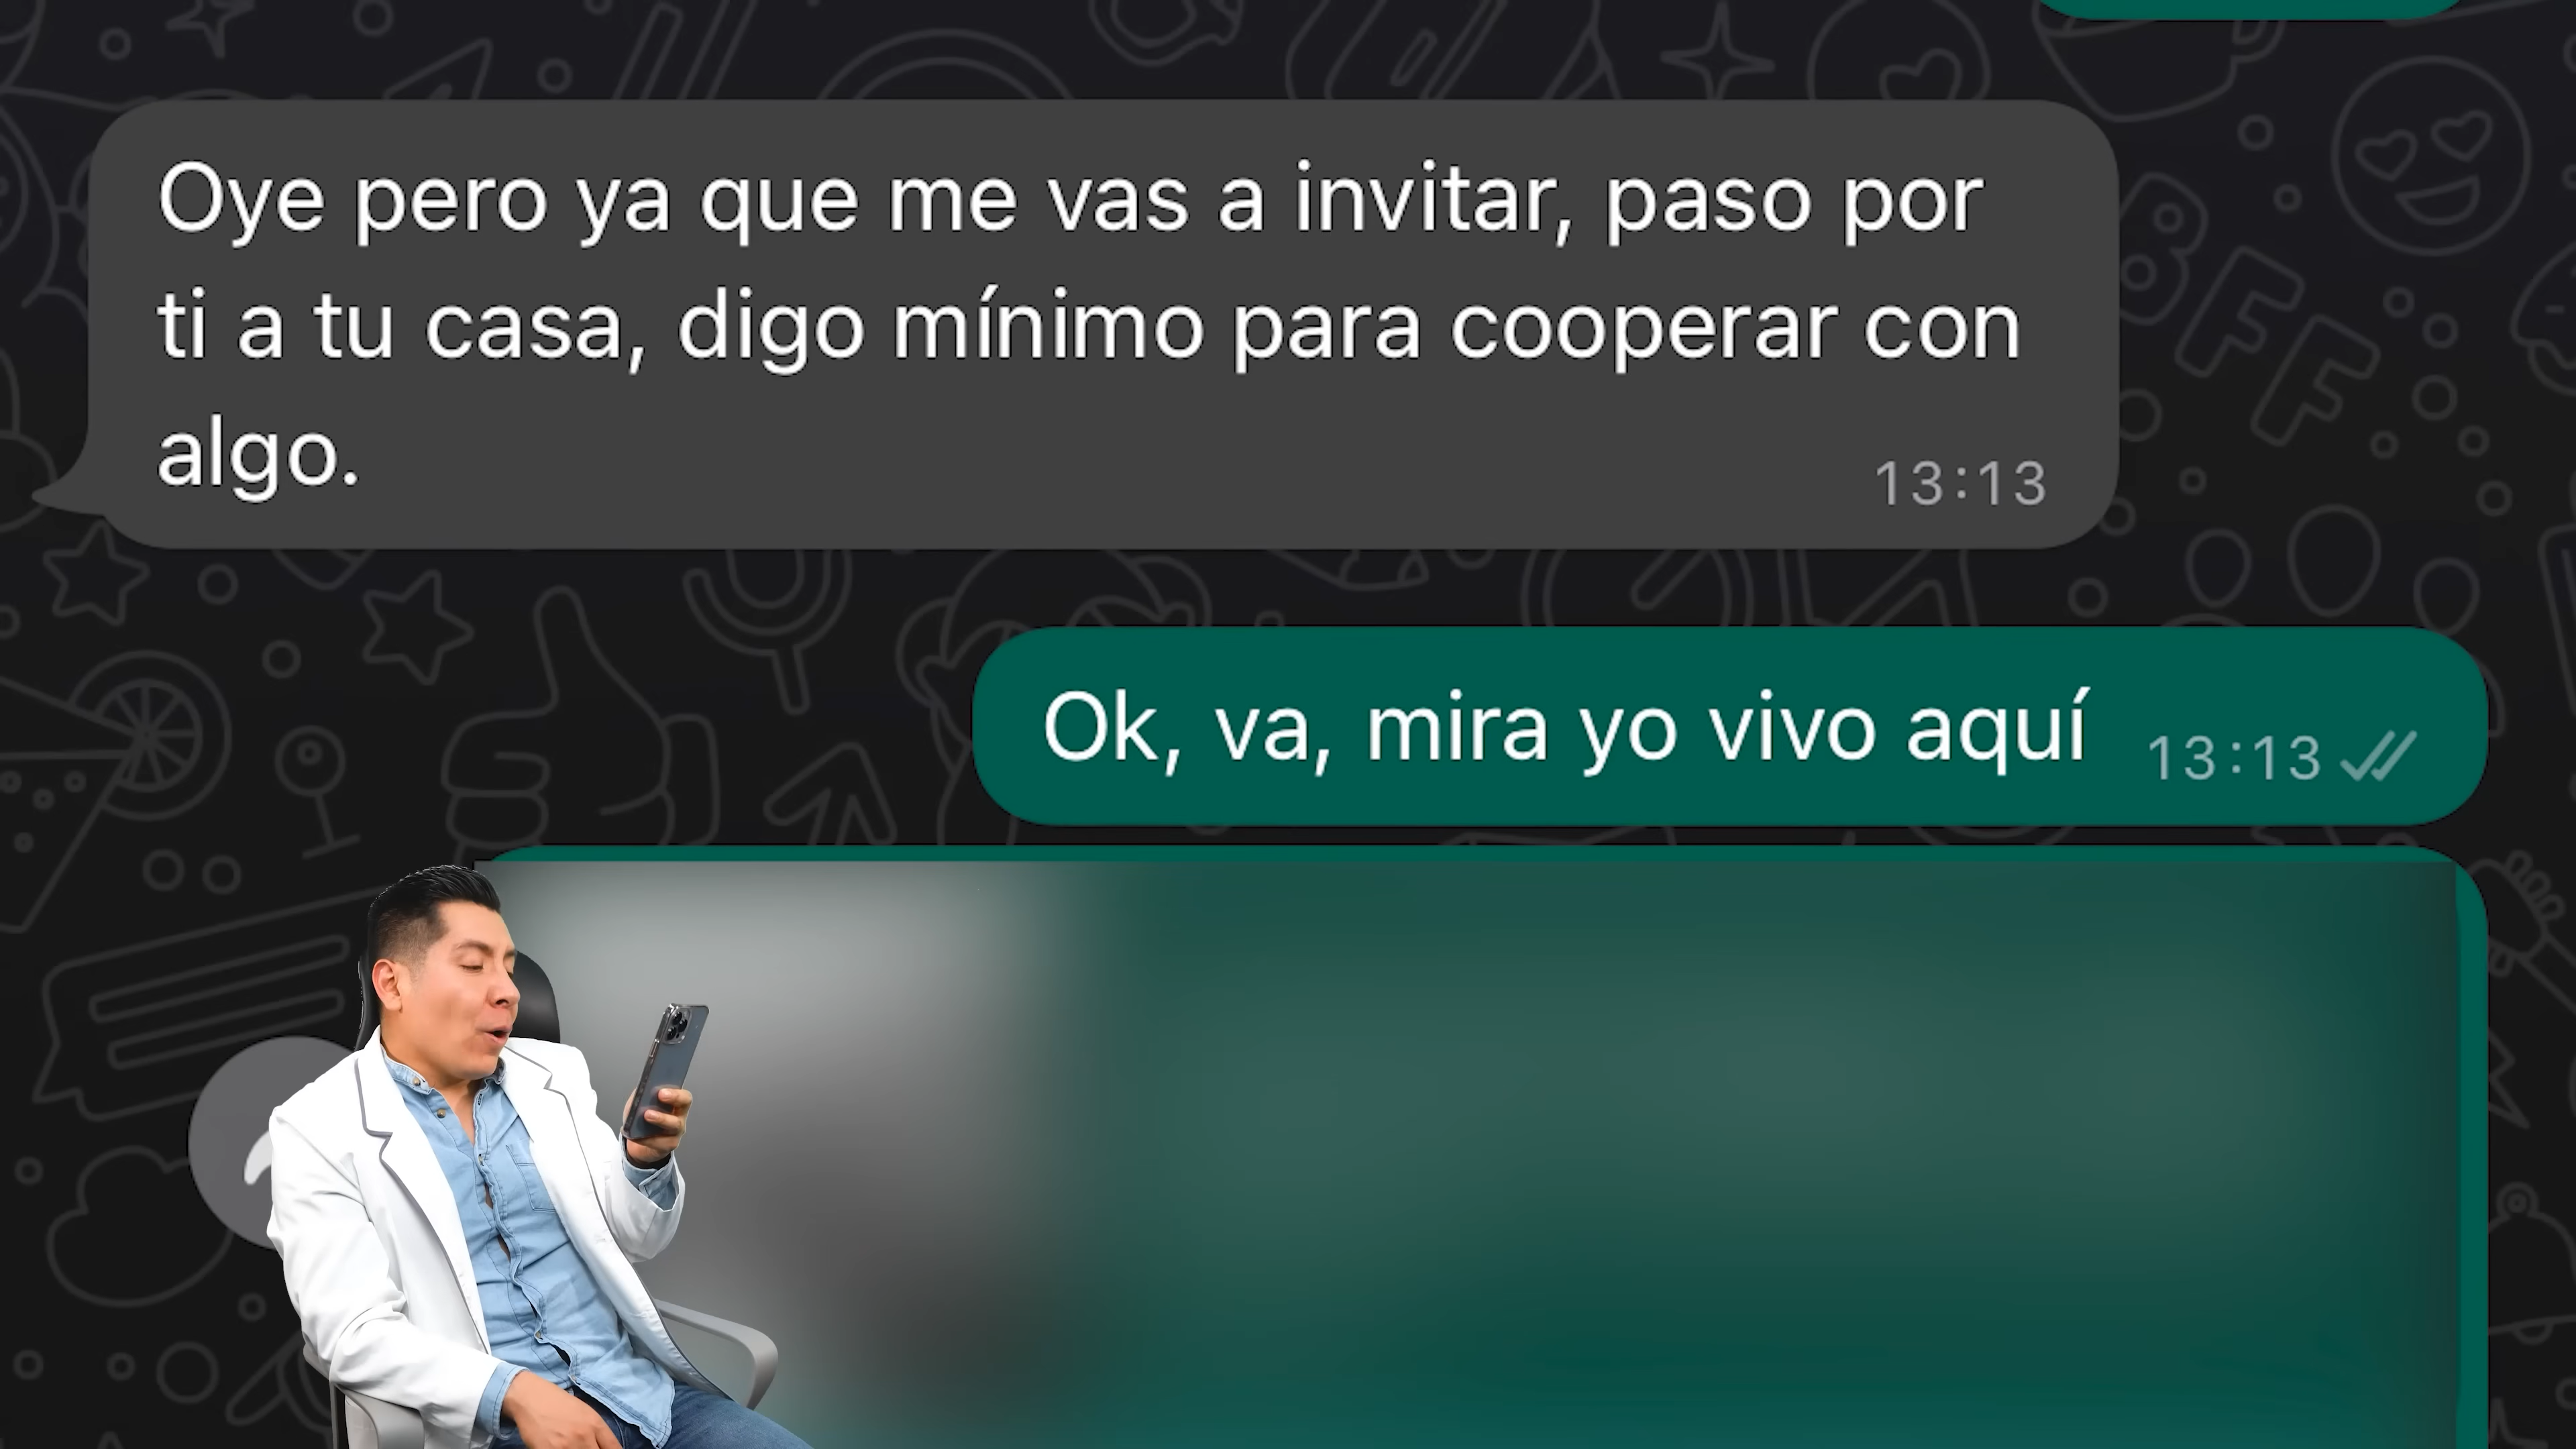 Oye pero ya que me vas a invitar, paso por
ti a tu casa, digo mínimo para cooperar con
algo.
13:13
Ok, va, mira yo vivo aquí
13:13
BFF